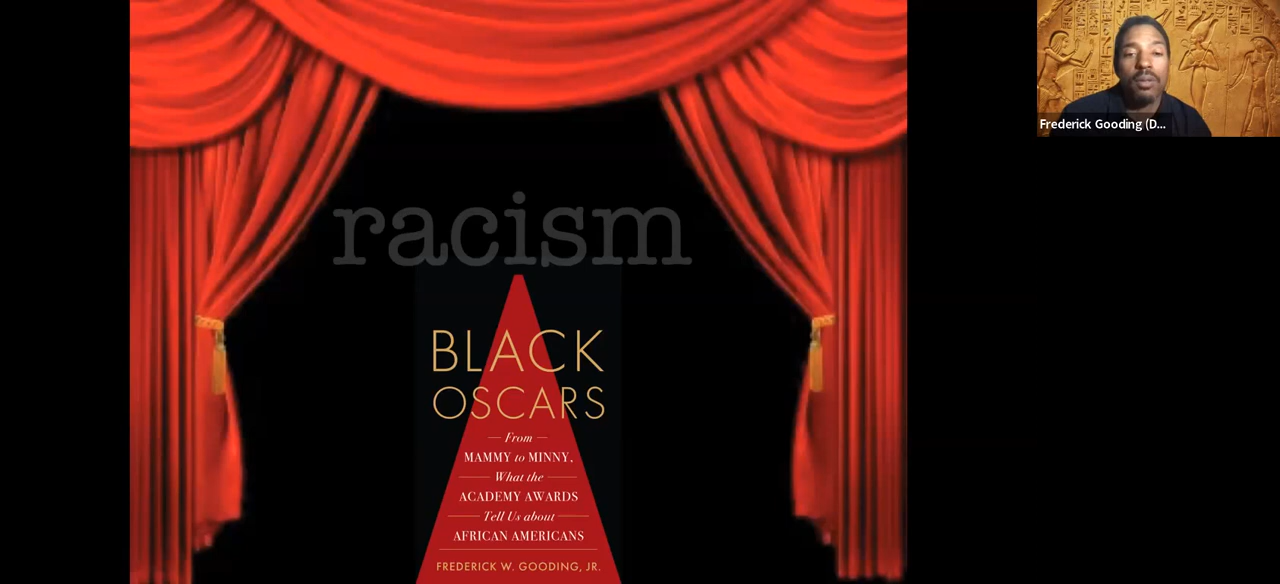 racism
BLACK
OSCARS
From
MAMMY to MINNY,
What the
ACADEMY AWARDS
Tell Us about
AFRICAN AMERICANS
FREDERICK W. GOODING, JR.
Frederick Gooding (D...